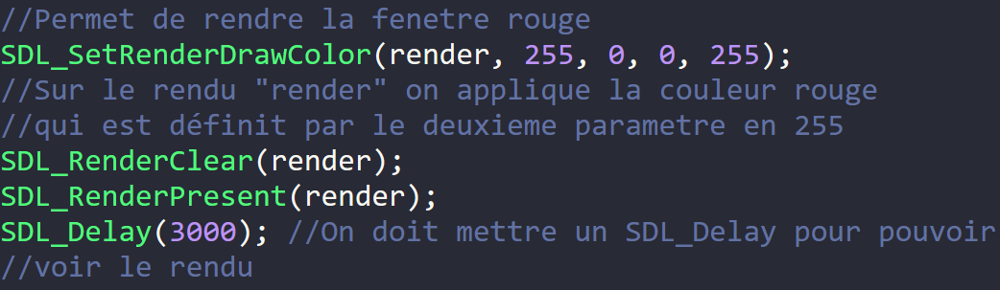 //Permet de rendre la fenetre rouge
SDL_SetRenderDrawColor(render, 255, 0, 0, 255);
//Sur le rendu "render" on applique la couleur rouge
//qui est définit par le deuxieme parametre en 255
SDL_RenderClear(render);
SDL_RenderPresent(render);
SDL_Delay(3000); //On doit mettre un SDL_Delay pour pouvoir
//voir le rendu